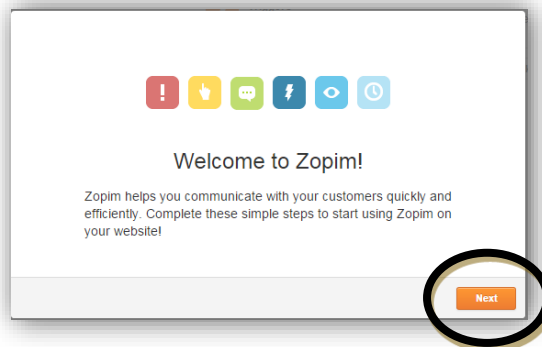 Welcome to Zopim!
Zopim helps you communicate with your customers quickly and
efficiently. Complete these simple steps to start using Zopim on
your website!
Next